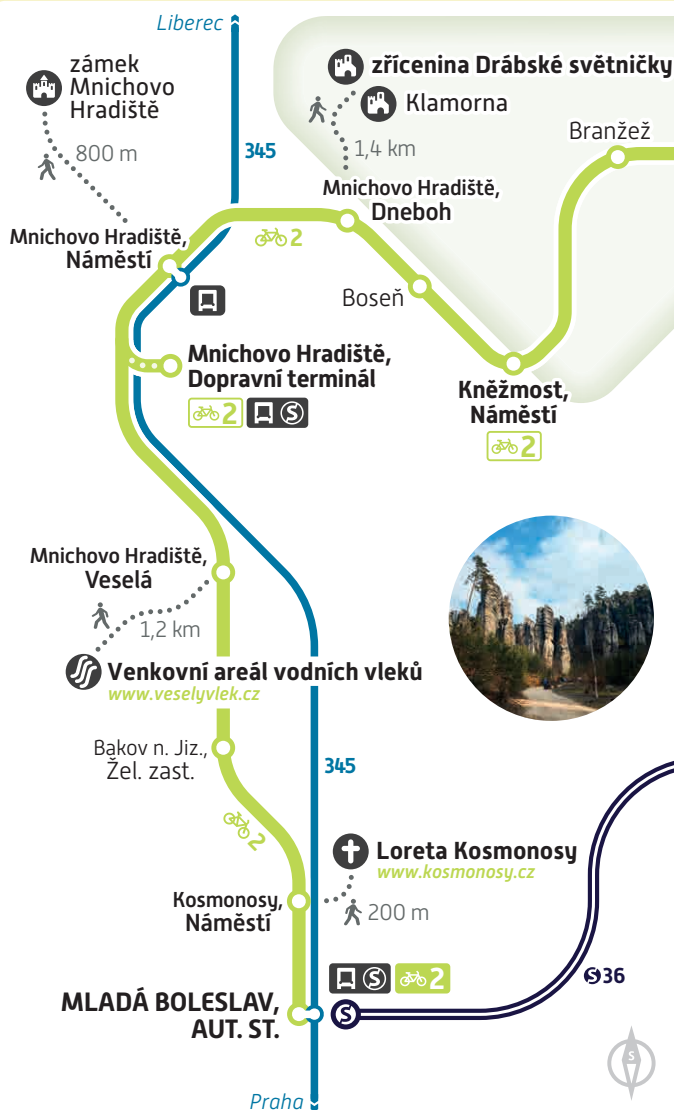 Liberec
zámek
Mnichovo
Hradiště
800 m
345
zřícenina Drábské světničky
Klamorna
1,4 km
Branžež
Mnichovo Hradiště,
Dneboh
Mnichovo Hradiště,
Náměstí
2
Boseň
Mnichovo Hradiště,
Dopravní terminál
2 S
Kněžmost,
Náměstí
2
Mnichovo Hradiště,
Veselá
1,2 km
Venkovní areál vodních vleků
www.veselyvlek.cz
Bakov n. Jiz.,
Žel. zast.
345
2
Loreta Kosmonosy
www.kosmonosy.cz
Kosmonosy,
Náměstí
200 m
S 2
S 36
MLADÁ BOLESLAV,
AUT. ST.
S
S
Praha